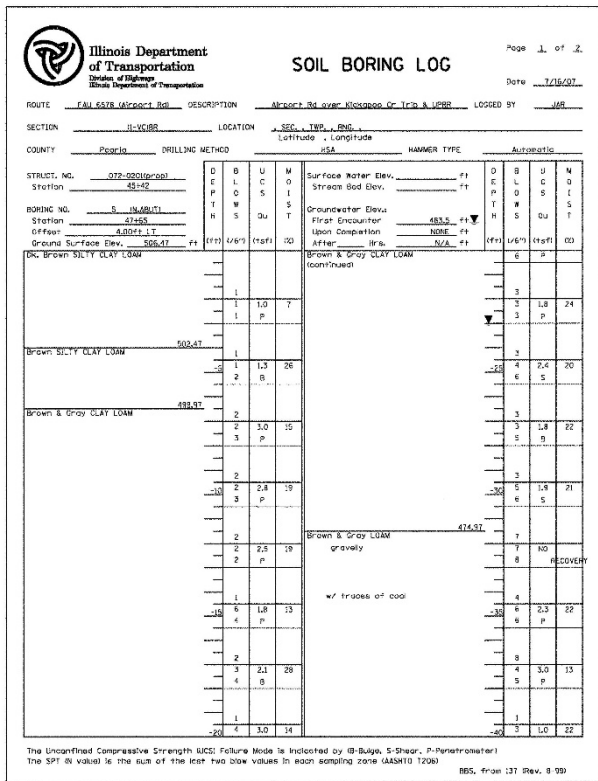 Illinois Department
of Transportation
Division of Highways
Illinois Department of Transportation
SOIL BORING LOG
Page 1 of 2
Date 7/16/07
ROUTE FAU 6578 (Airport Rd) DESCRIPTION Airport Rd over Kickapoo Cr Trib & UPRR LOGGED BY JAR
SECTION LOCATION , SEC. , TWP. , RNG. ,
Latitude , Longitude
COUNTY Peoria DRILLING METHOD HSA HAMMER TYPE Automatic
STRUCT. NO. 072-0201(prop)
Station 45+42
BORING NO.
Station 47+65
Offset 4.00ft LT
Ground Surface Elev. 506.47 ft
DEPTH (ft)
BLOWS (/6")
UCS Qu (tsf)
MOIST (%)
Surface Water Elev. ft
Stream Bed Elev. ft
Groundwater Elev.:
First Encounter 483.5 ft
Upon Completion NONE ft
After Hrs. N/A ft
DEPTH (ft)
BLOWS (/6")
UCS Qu (tsf)
MOIST (%)
Dk. Brown SILTY CLAY LOAM
1
1 1.0 7
1 P
502.47
Brown SILTY CLAY LOAM
1
-5 1 1.3 26
2 B
499.97
Brown & Gray CLAY LOAM
2
2 3.0 15
3 P
2
-10 2 2.8 19
3 P
2
2 2.5 19
2 P
1
-15 6 1.8 13
4 P
2
3 2.1 28
4 B
1
-20 4 3.0 14
Brown & Gray CLAY LOAM
(continued)
6 P
3
3 1.8 24
3 P
3
-25 4 2.4 20
6 S
3
3 1.8 22
5 B
3
-30 5 1.9 21
6 S
474.97
Brown & Gray LOAM
gravelly
7
7 NO
8 RECOVERY
w/ traces of coal
4
-35 6 2.3 22
6 P
8
4 3.0 13
5 P
1
-40 3 1.0 22
The Unconfined Compressive Strength (UCS) Failure Mode is indicated by (B-Bulge, S-Shear, P-Penetrometer)
The SPT (N value) is the sum of the last two blow values in each sampling zone (AASHTO T206)
BBS, from 137 (Rev. 8-99)